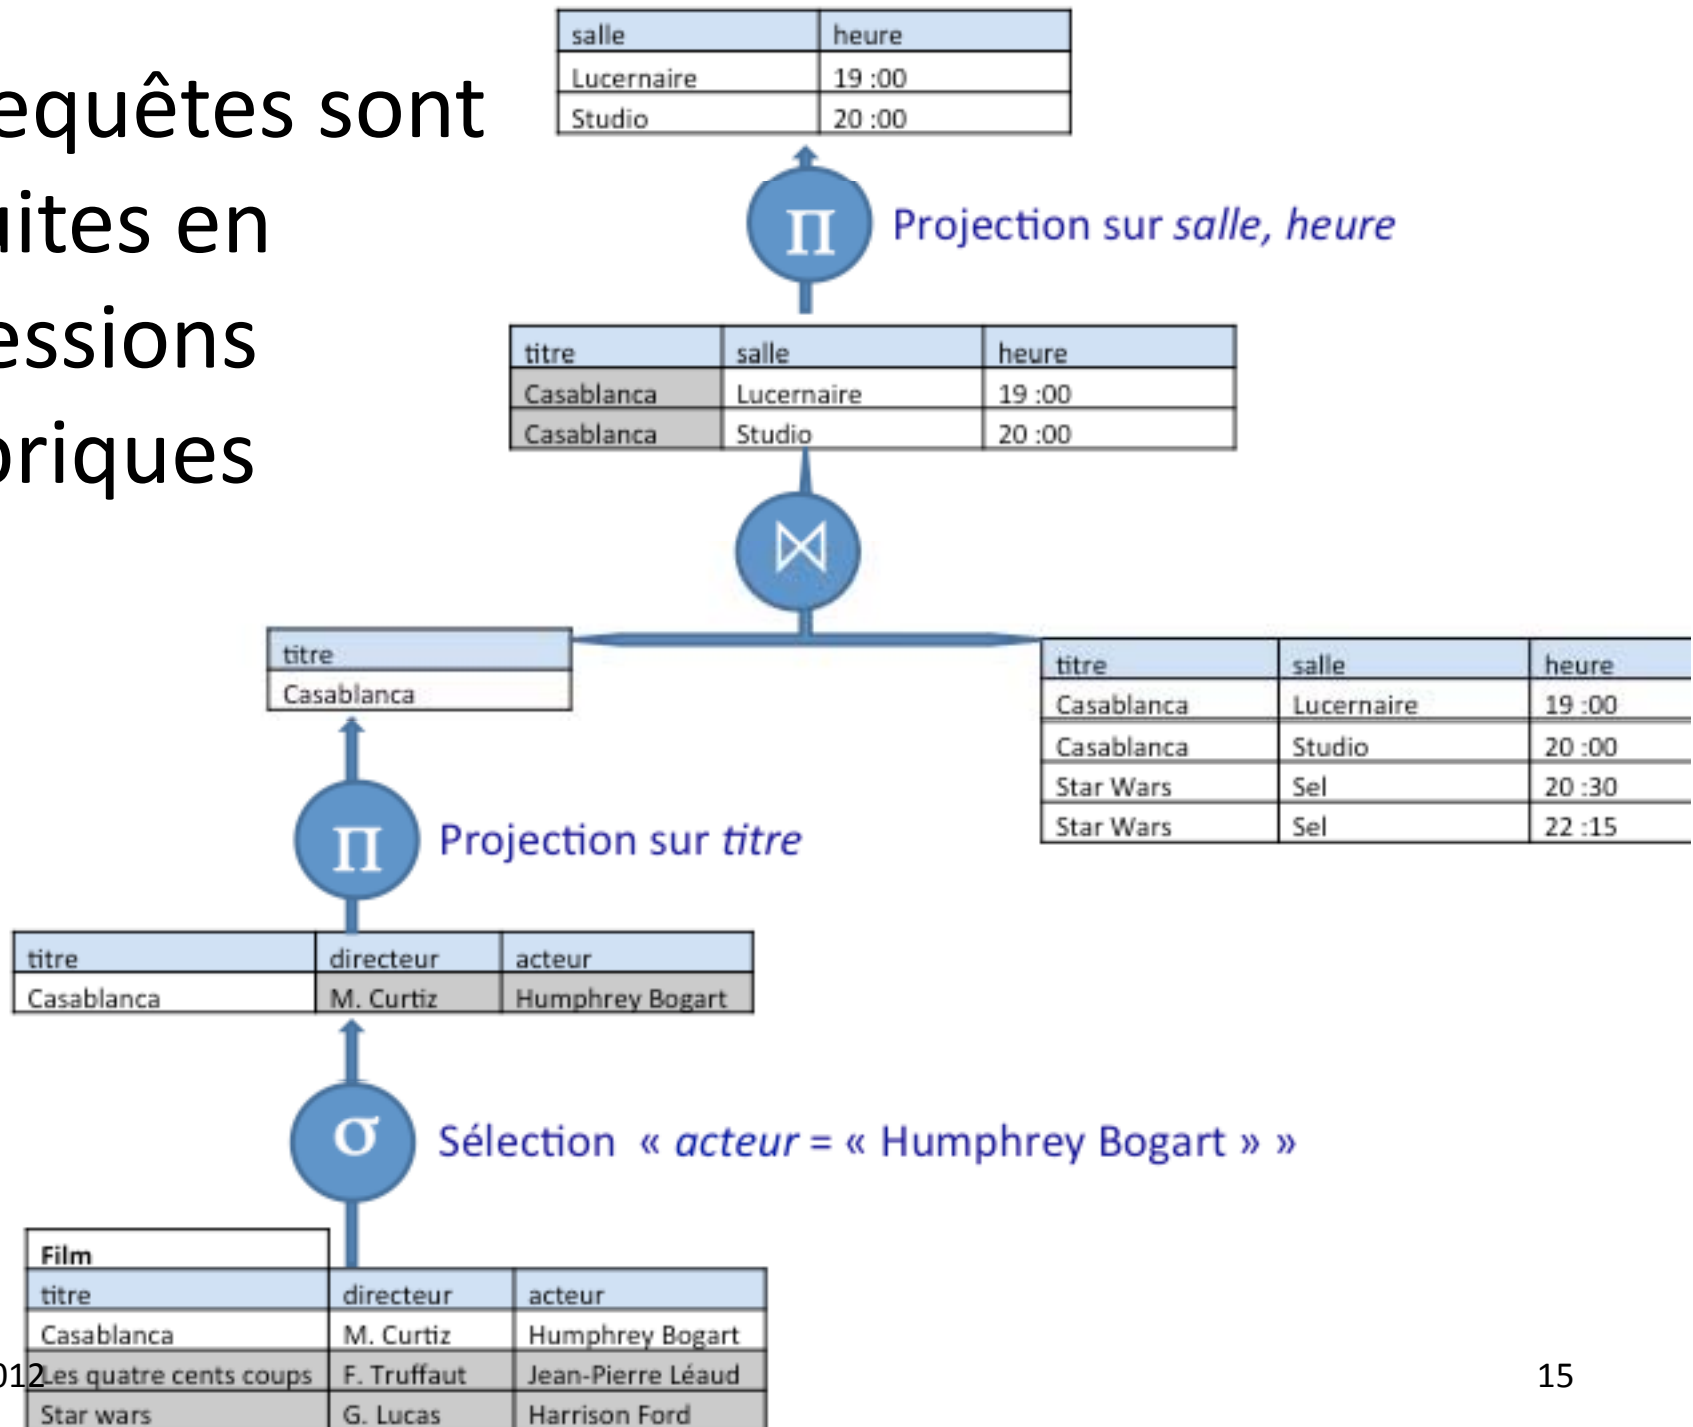 equêtes sont
uites en
essions
briques
salle heure
Lucernaire 19 :00
Studio 20 :00
Π
Projection sur salle, heure
titre salle heure
Casablanca Lucernaire 19 :00
Casablanca Studio 20 :00
⋈
titre
Casablanca
titre salle heure
Casablanca Lucernaire 19 :00
Casablanca Studio 20 :00
Star Wars Sel 20 :30
Star Wars Sel 22 :15
Π
Projection sur titre
titre directeur acteur
Casablanca M. Curtiz Humphrey Bogart
σ
Sélection « acteur = « Humphrey Bogart » »
Film
titre directeur acteur
Casablanca M. Curtiz Humphrey Bogart
Les quatre cents coups F. Truffaut Jean-Pierre Léaud
Star wars G. Lucas Harrison Ford
012
15